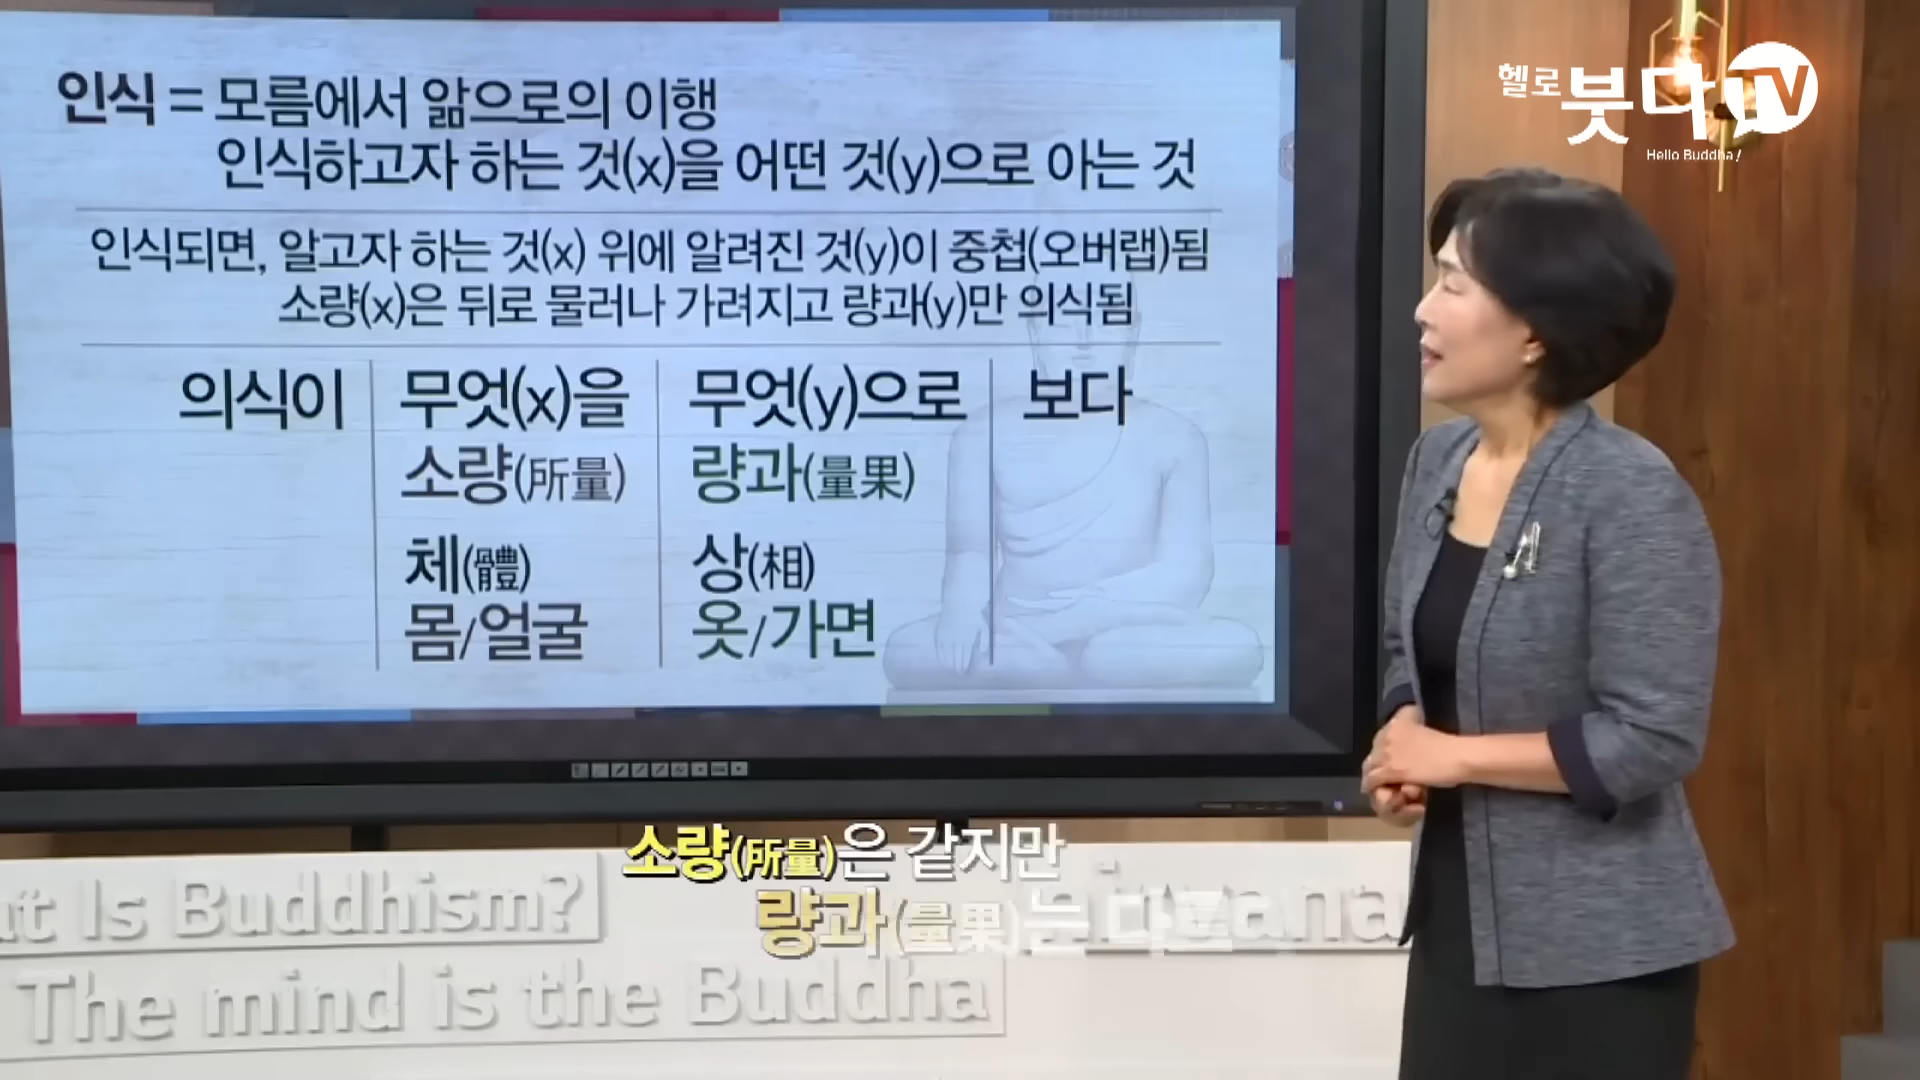 인식 = 모름에서 앎으로의 이행
인식하고자 하는 것(x)을 어떤 것(y)으로 아는 것
인식되면, 알고자 하는 것(x) 위에 알려진 것(y)이 중첩(오버랩)됨
소량(x)은 뒤로 물러나 가려지고 량과(y)만 의식됨
의식이 무엇(x)을 무엇(y)으로 보다
소량(所量) 량과(量果)
체(體) 상(相)
몸/얼굴 옷/가면
헬로붓다TV
Hello Buddha!
소량(所量)은 같지만
량과(量果)는
Is Buddhism?
The mind is the Buddha